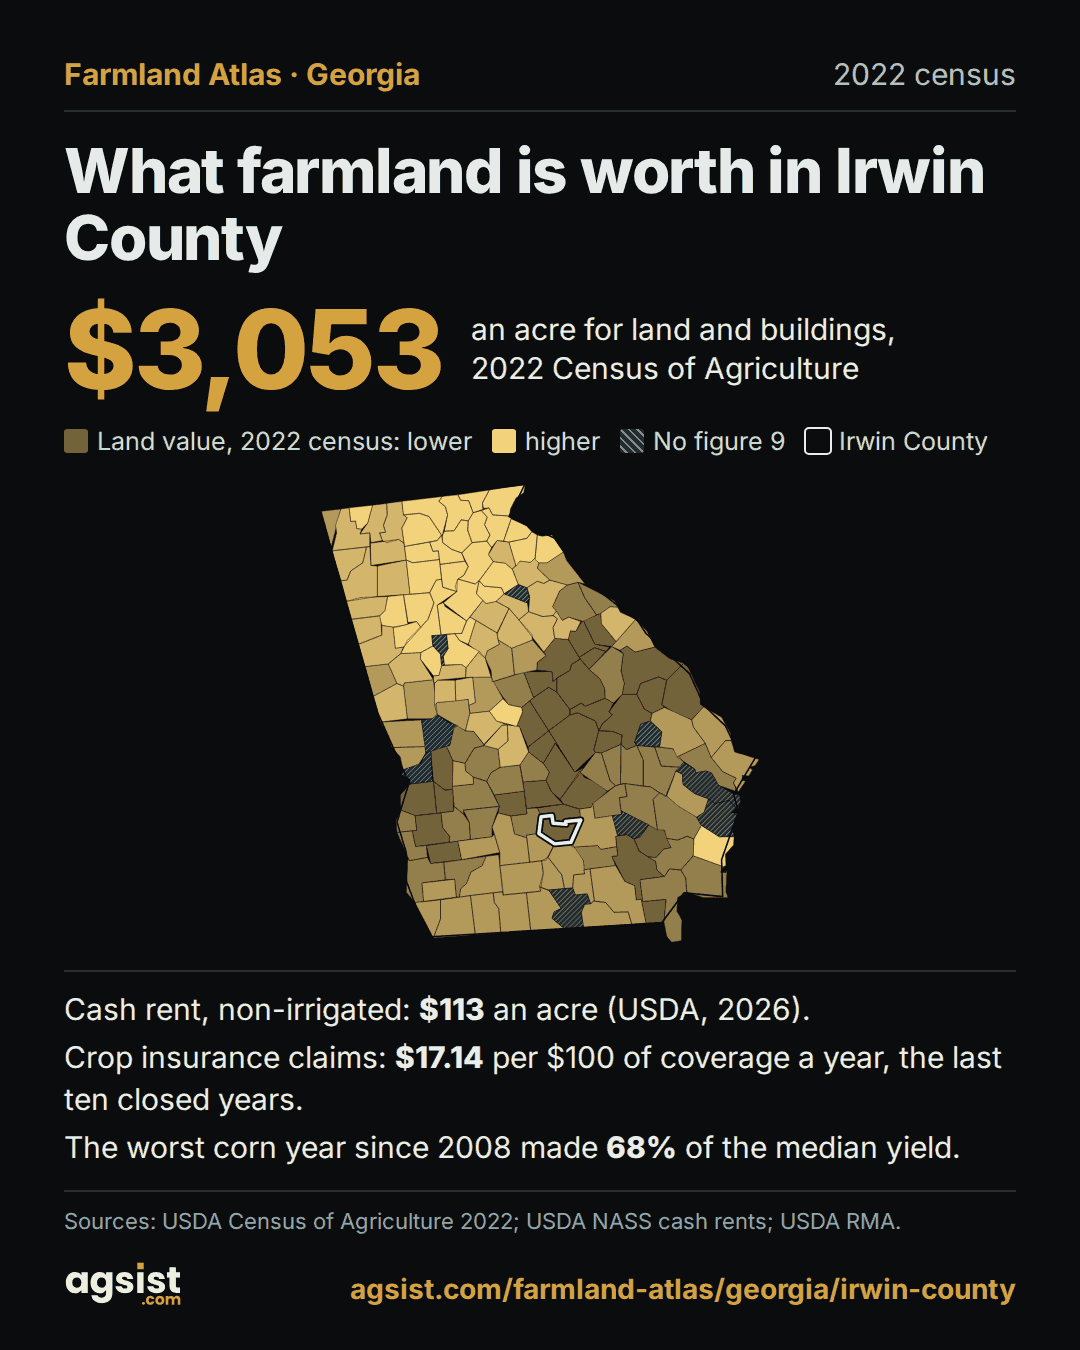 Farmland Atlas · Georgia
2022 census
What farmland is worth in Irwin
County
$3,053
an acre for land and buildings,
2022 Census of Agriculture
Land value, 2022 census: lower
higher
No figure 9
Irwin County
Cash rent, non-irrigated: $113 an acre (USDA, 2026).
Crop insurance claims: $17.14 per $100 of coverage a year, the last
ten closed years.
The worst corn year since 2008 made 68% of the median yield.
Sources: USDA Census of Agriculture 2022; USDA NASS cash rents; USDA RMA.
agsist
.com
agsist.com/farmland-atlas/georgia/irwin-county